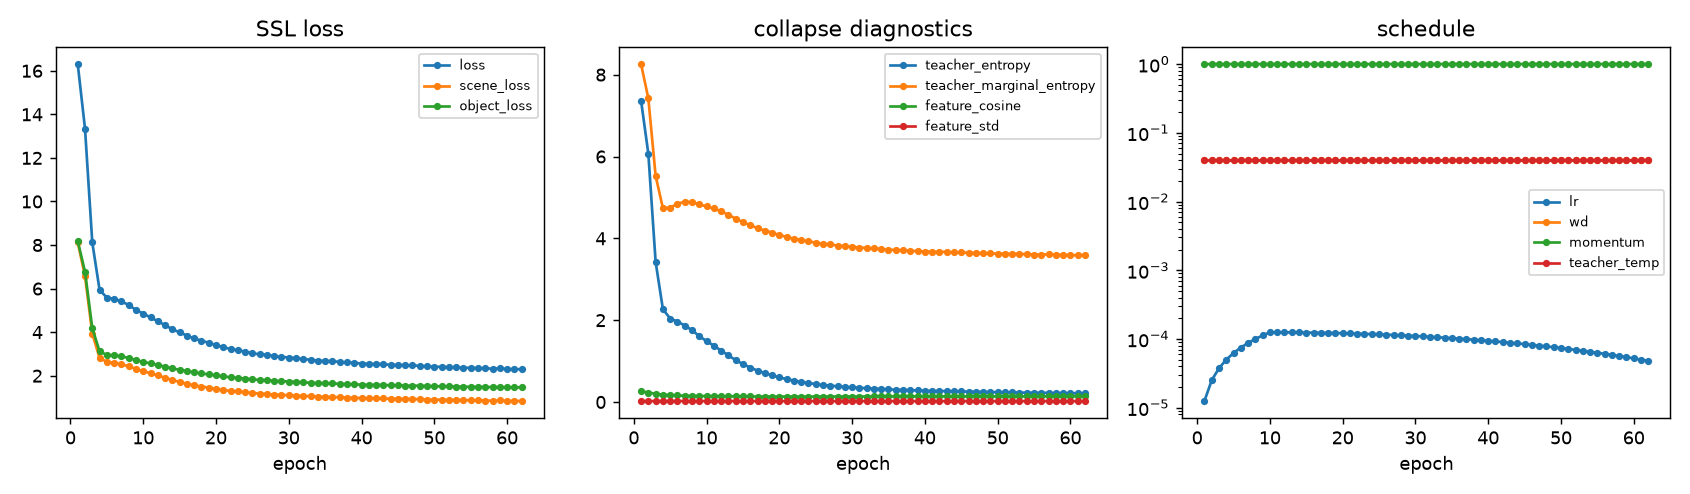 SSL loss
loss
scene_loss
object_loss
16
14
12
10
8
6
4
2
0
10
20
30
40
50
60
epoch
collapse diagnostics
teacher_entropy
teacher_marginal_entropy
feature_cosine
feature_std
8
6
4
2
0
0
10
20
30
40
50
60
epoch
schedule
10⁰
10⁻¹
10⁻²
10⁻³
10⁻⁴
10⁻⁵
lr
wd
momentum
teacher_temp
0
10
20
30
40
50
60
epoch